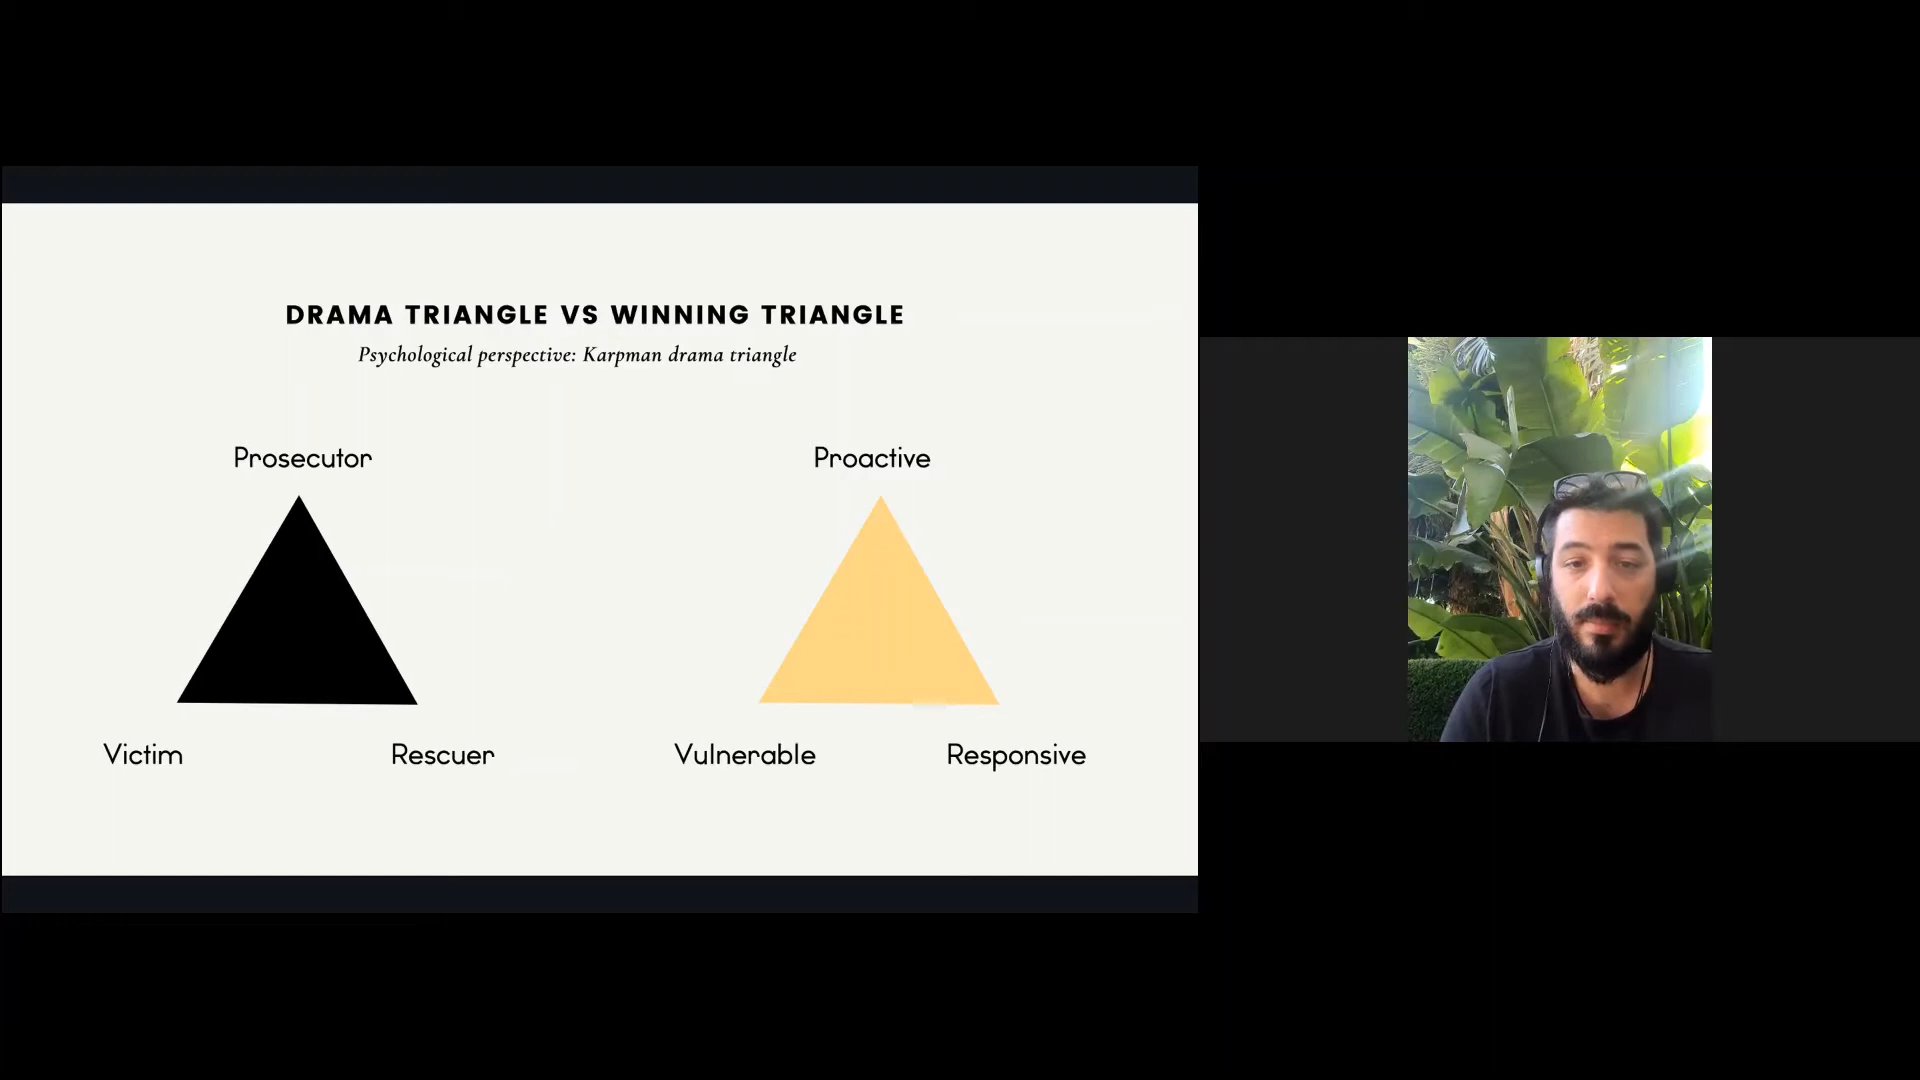 DRAMA TRIANGLE VS WINNING TRIANGLE
Psychological perspective: Karpman drama triangle
Prosecutor
Proactive
Victim
Rescuer
Vulnerable
Responsive